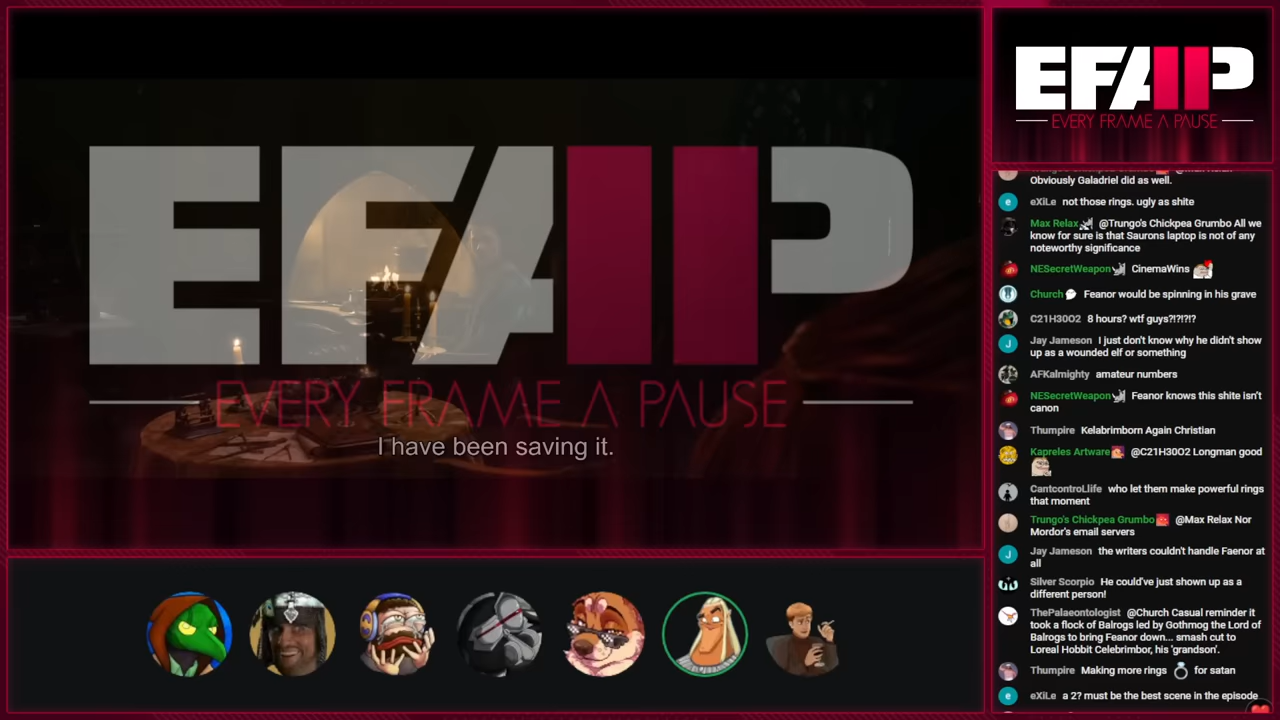 EFAP
EVERY FRAME A PAUSE
I have been saving it.
EFAP
EVERY FRAME A PAUSE
Obviously Galadriel did as well.
eXiLe not those rings. ugly as shite
Max Relax @Trungo's Chickpea Grumbo All we
know for sure is that Saurons laptop is not of any
noteworthy significance
NESecretWeapon CinemaWins
Church Feanor would be spinning in his grave
C21H30O2 8 hours? wtf guys?!?!?!?
Jay Jameson I just don't know why he didn't show
up as a wounded elf or something
AFKalmighty amateur numbers
NESecretWeapon Feanor knows this shite isn't
canon
Thumpire Kelabrimborn Again Christian
Kapreles Artware @C21H30O2 Longman good
CantcontroLlife who let them make powerful rings
that moment
Trungo's Chickpea Grumbo @Max Relax Nor
Mordor's email servers
Jay Jameson the writers couldn't handle Faenor at
all
Silver Scorpio He could've just shown up as a
different person!
ThePalaeontologist @Church Casual reminder it
took a flock of Balrogs led by Gothmog the Lord of
Balrogs to bring Feanor down... smash cut to
Loreal Hobbit Celebrimbor, his 'grandson'.
Thumpire Making more rings 💍 for satan
eXiLe a 2? must be the best scene in the episode